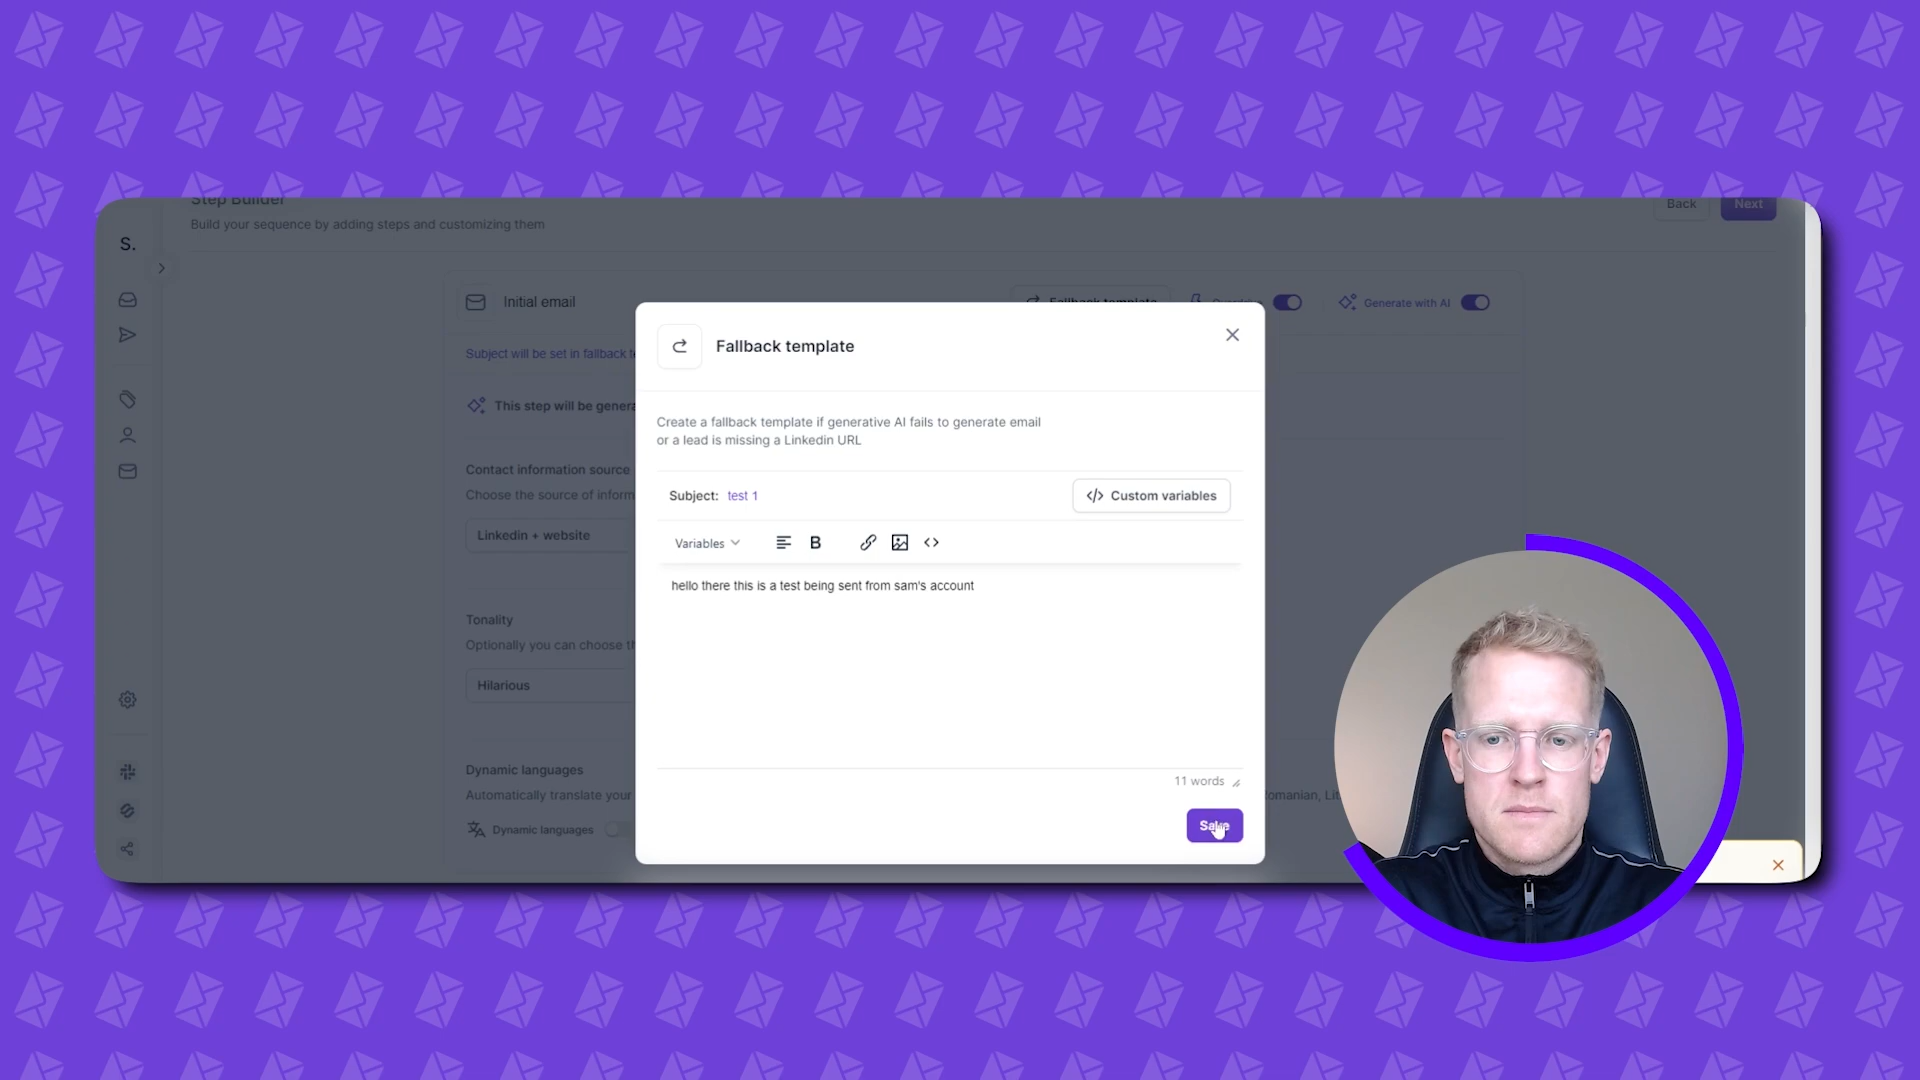 Step Builder
Back
Next
Build your sequence by adding steps and customizing them
S.
Initial email
Fallback template
Generate with AI
Subject will be set in fallback
This step will be genera
Contact information source
Choose the source of inform
Linkedin + website
Tonality
Optionally you can choose th
Hilarious
Dynamic languages
Automatically translate your
omanian, Lit
Dynamic languages
Fallback template
Create a fallback template if generative AI fails to generate email
or a lead is missing a Linkedin URL
Subject: test 1
</> Custom variables
Variables
B
hello there this is a test being sent from sam's account
11 words
Save